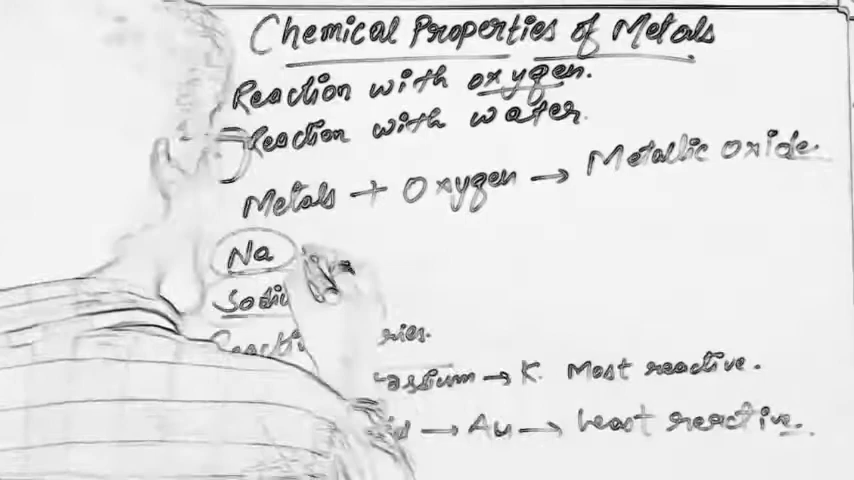 Chemical Properties of Metals
Reaction with oxygen.
Reaction with water.
Metals + Oxygen → Metallic oxide.
Na
→ K. Most reactive.
→ Au → least reactive.